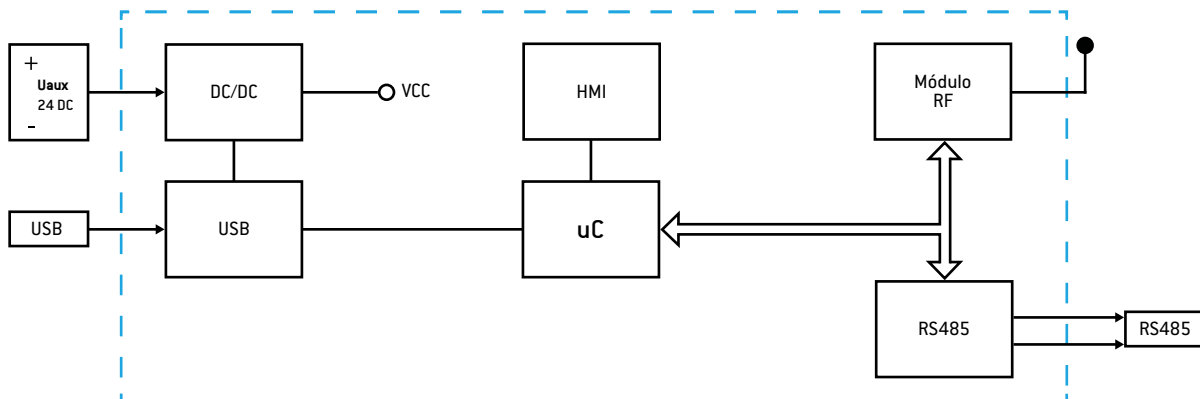 +
Uaux
24 DC
-
DC/DC
VCC
HMI
Módulo
RF
USB
USB
uC
RS485
RS485